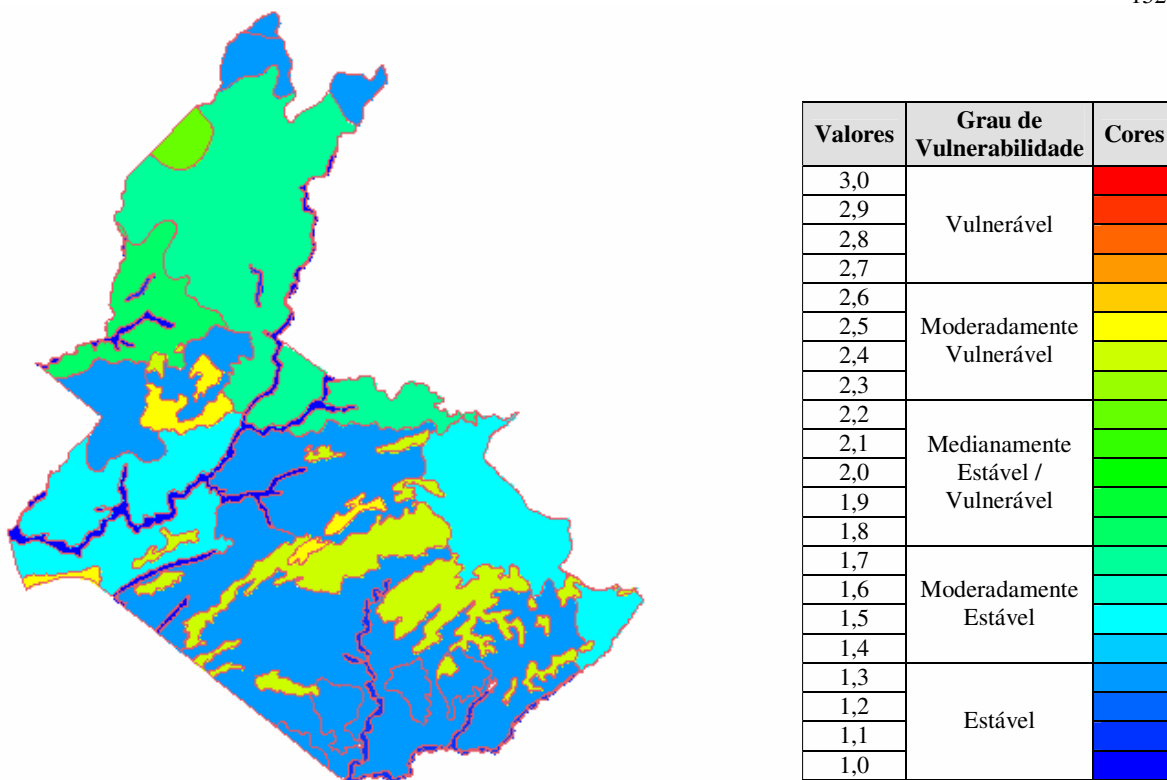 Valores Grau de Vulnerabilidade Cores
3,0
2,9
2,8
2,7
Vulnerável
2,6
2,5
2,4
2,3
Moderadamente
Vulnerável
2,2
2,1
2,0
1,9
1,8
Medianamente
Estável /
Vulnerável
1,7
1,6
1,5
1,4
Moderadamente
Estável
1,3
1,2
1,1
1,0
Estável